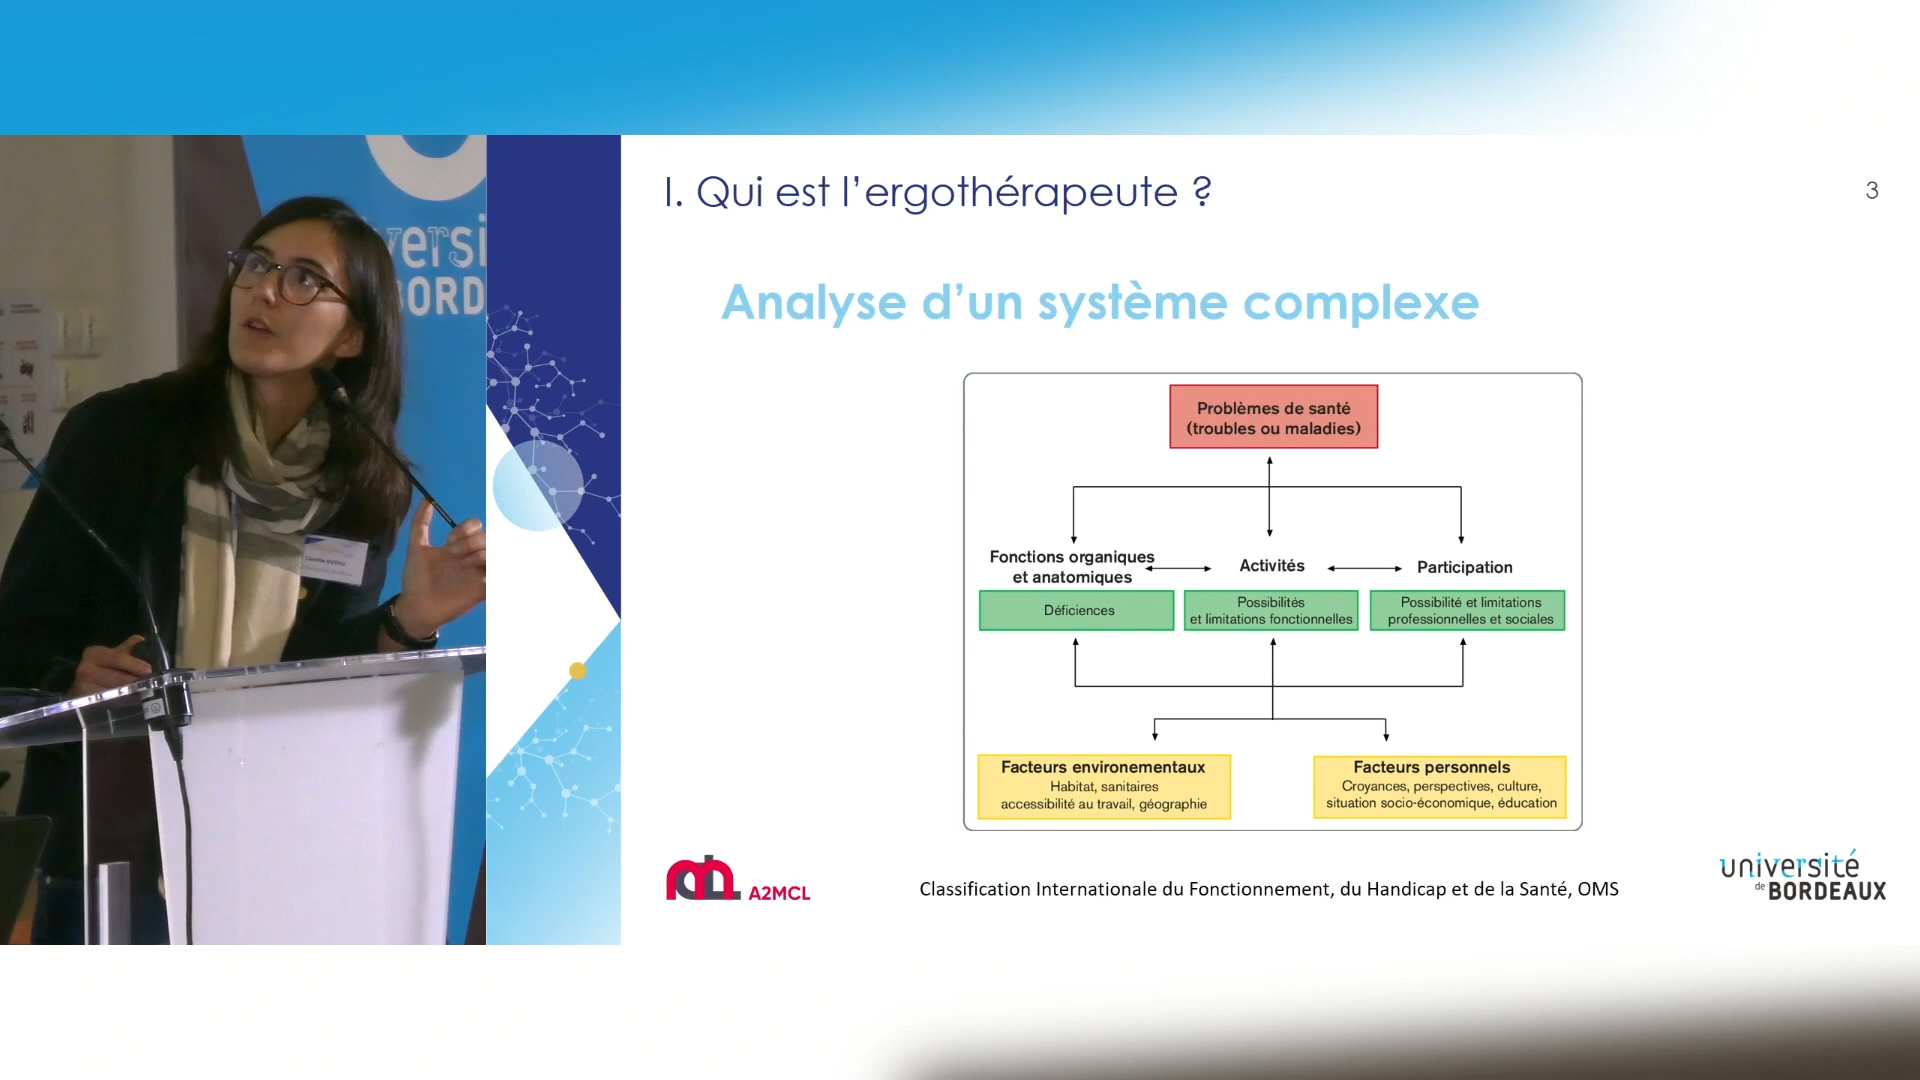 I. Qui est l’ergothérapeute ?
3
Analyse d’un système complexe
Problèmes de santé
(troubles ou maladies)
Fonctions organiques
et anatomiques
Activités
Participation
Déficiences
Possibilités
et limitations fonctionnelles
Possibilité et limitations
professionnelles et sociales
Facteurs environementaux
Habitat, sanitaires
accessibilité au travail, géographie
Facteurs personnels
Croyances, perspectives, culture,
situation socio-économique, éducation
A2MCL
Classification Internationale du Fonctionnement, du Handicap et de la Santé, OMS
université
de BORDEAUX
versi
BORD